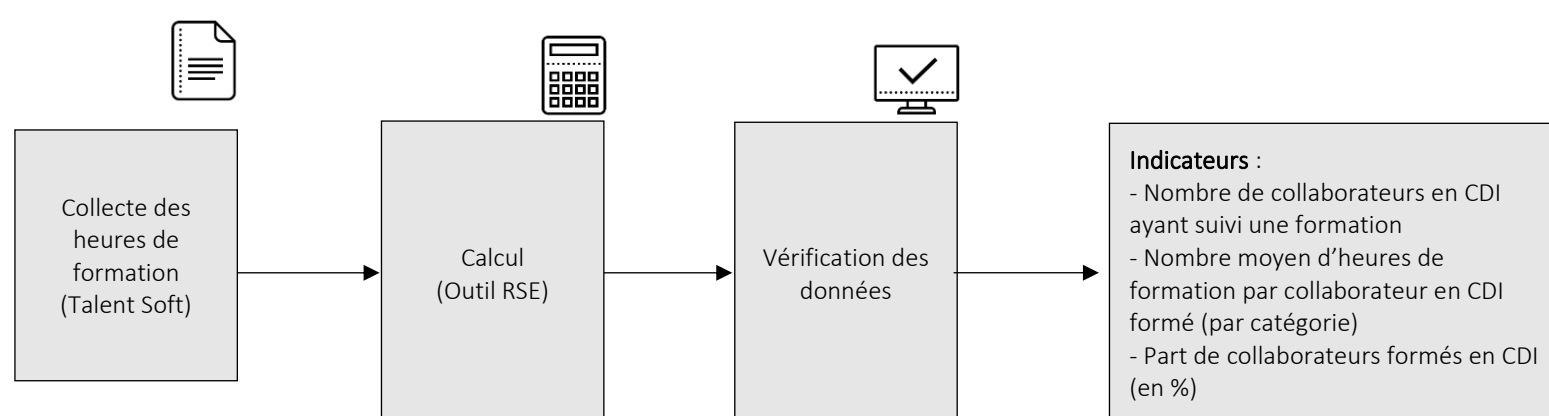 Collecte des
heures de
formation
(Talent Soft)
Calcul
(Outil RSE)
Vérification des
données
Indicateurs :
- Nombre de collaborateurs en CDI
ayant suivi une formation
- Nombre moyen d’heures de
formation par collaborateur en CDI
formé (par catégorie)
- Part de collaborateurs formés en CDI
(en %)